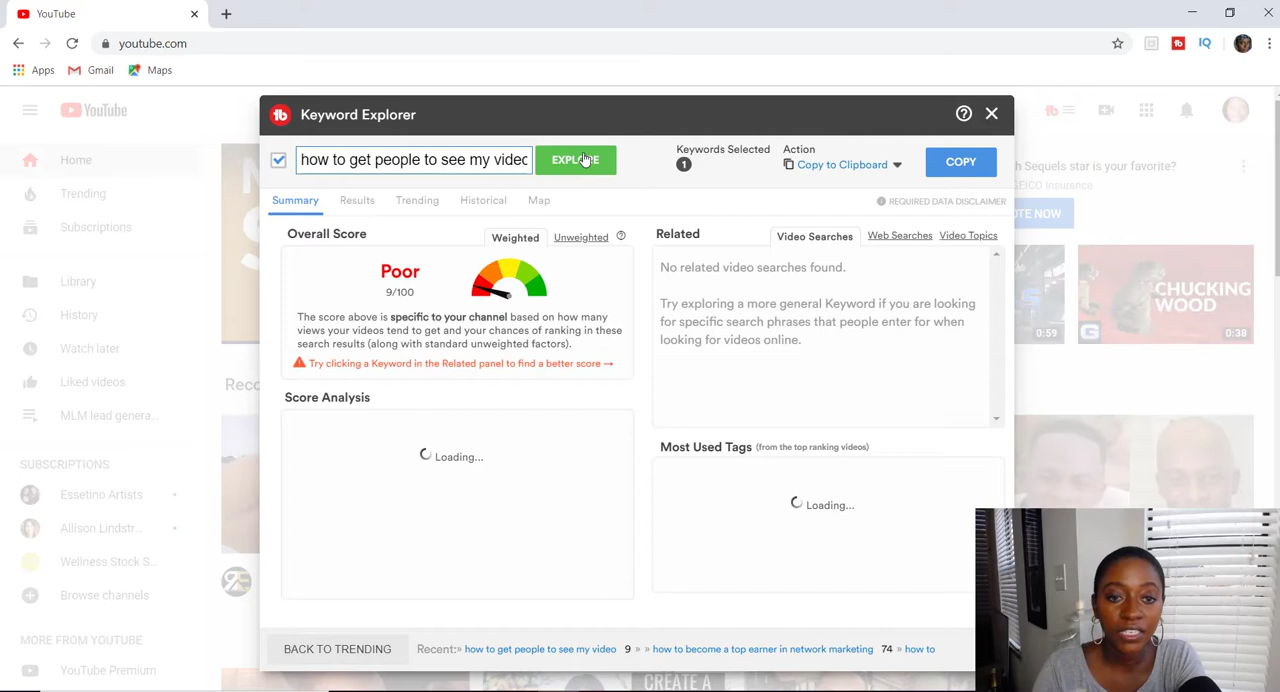 YouTube
youtube.com
Apps
Gmail
Maps
IQ
YouTube
tb
Home
Trending
Subscriptions
Library
History
Watch later
Liked videos
MLM lead genera...
SUBSCRIPTIONS
Essetino Artists
Allison Lindstr...
Wellness Stock S...
Browse channels
MORE FROM YOUTUBE
YouTube Premium
Reco
tb Keyword Explorer
how to get people to see my video
EXPLORE
Keywords Selected
1
Action
Copy to Clipboard
COPY
Summary
Results
Trending
Historical
Map
REQUIRED DATA DISCLAIMER
Overall Score
Weighted
Unweighted
Poor
9/100
The score above is specific to your channel based on how many
views your videos tend to get and your chances of ranking in these
search results (along with standard unweighted factors).
Try clicking a Keyword in the Related panel to find a better score →
Score Analysis
Loading...
Related
Video Searches
Web Searches
Video Topics
No related video searches found.
Try exploring a more general Keyword if you are looking
for specific search phrases that people enter for when
looking for videos online.
Most Used Tags (from the top ranking videos)
Loading...
BACK TO TRENDING
Recent:» how to get people to see my video 9 » » how to become a top earner in network marketing 74 » how to
h Sequels star is your favorite?
EICO Insurance
OTE NOW
0:59
CHUCKING
WOOD
0:38
CREATE A